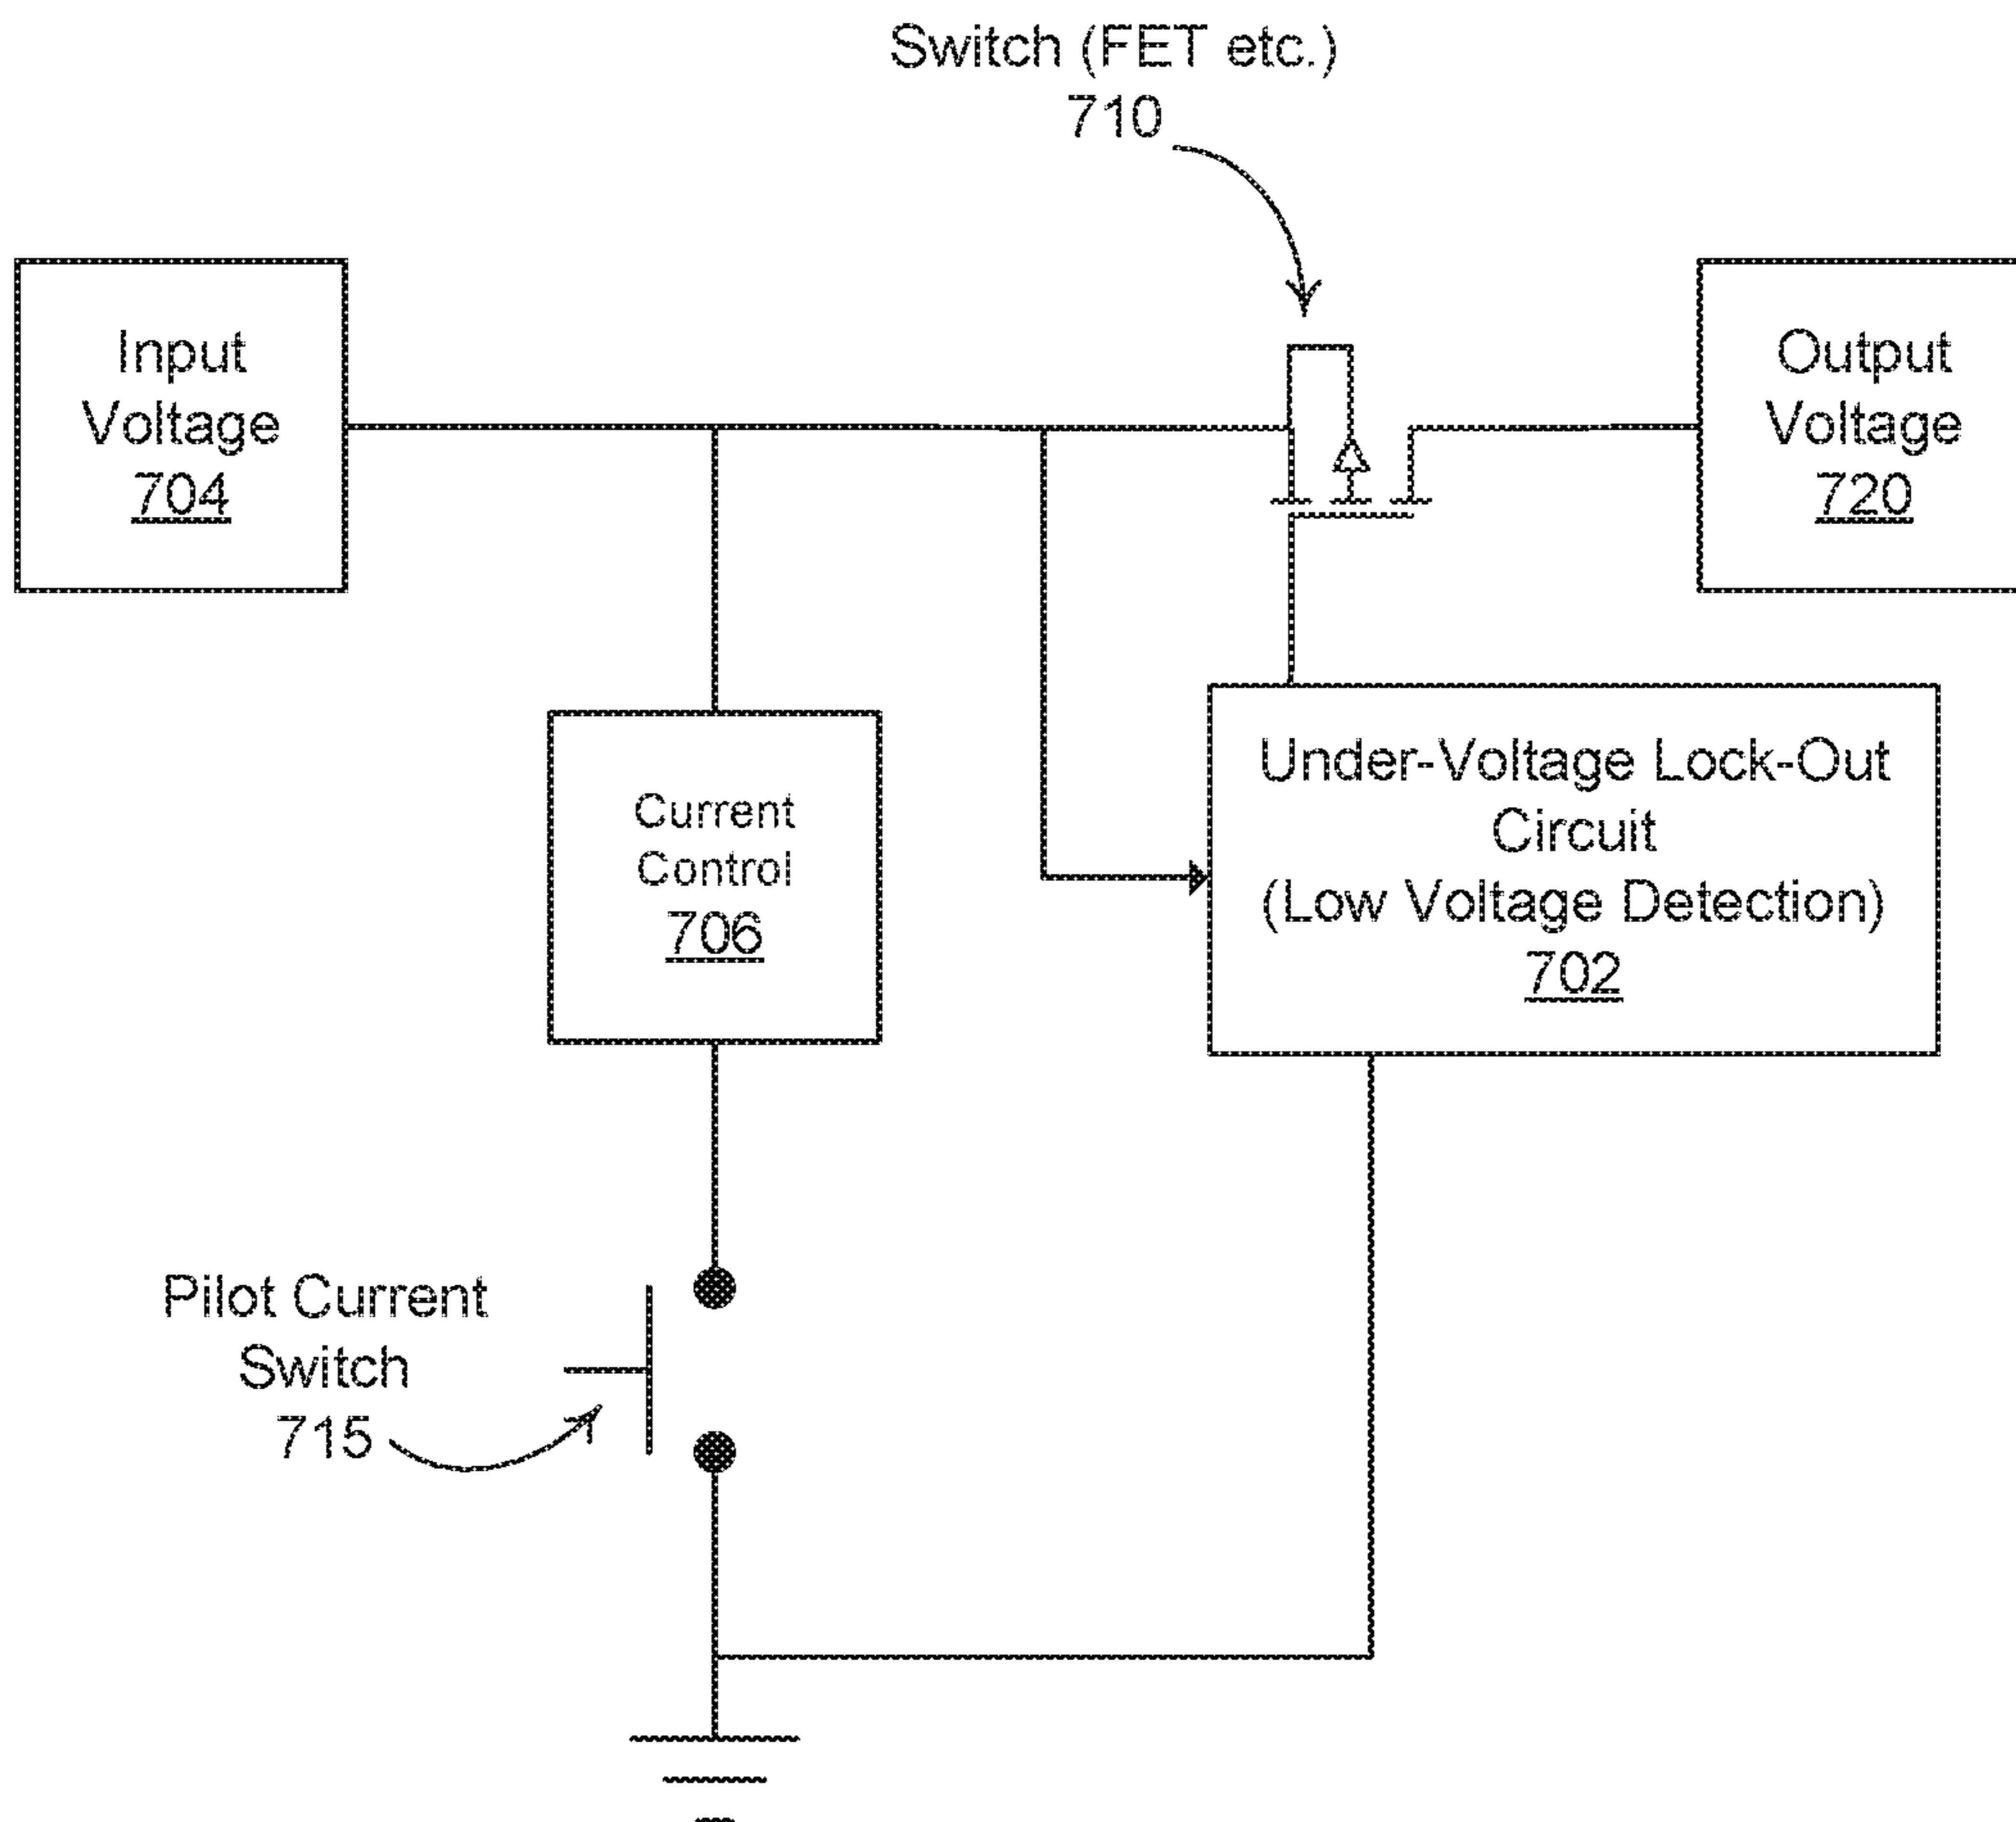 Switch (FET etc.)
710
Input
Voltage
704
Output
Voltage
720
Current
Control
706
Under-Voltage Lock-Out
Circuit
(Low Voltage Detection)
702
Pilot Current
Switch
715